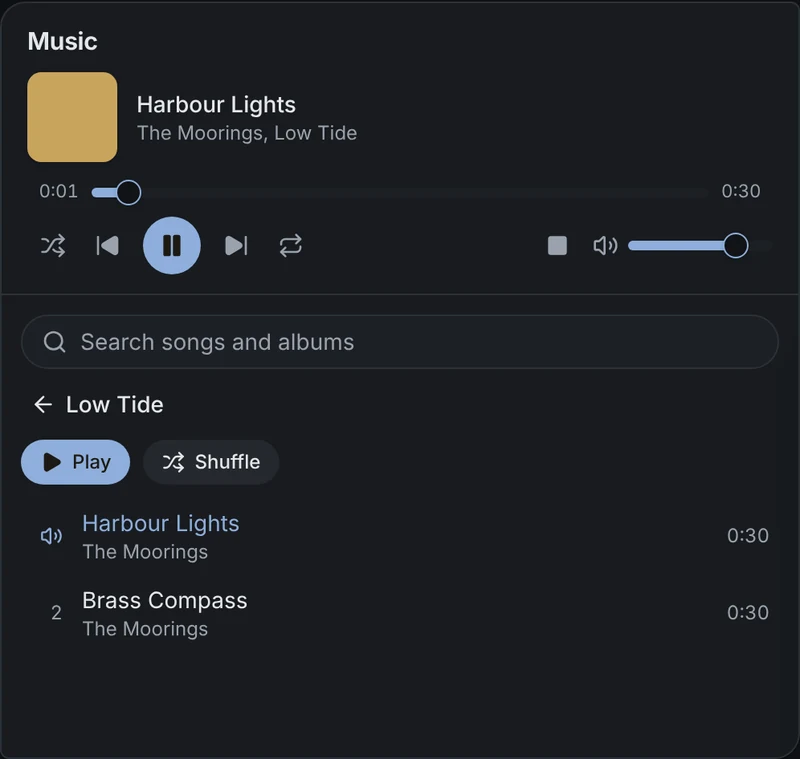 Music
Harbour Lights
The Moorings, Low Tide
0:01
0:30
Search songs and albums
Low Tide
Play
Shuffle
Harbour Lights
The Moorings
0:30
2
Brass Compass
The Moorings
0:30